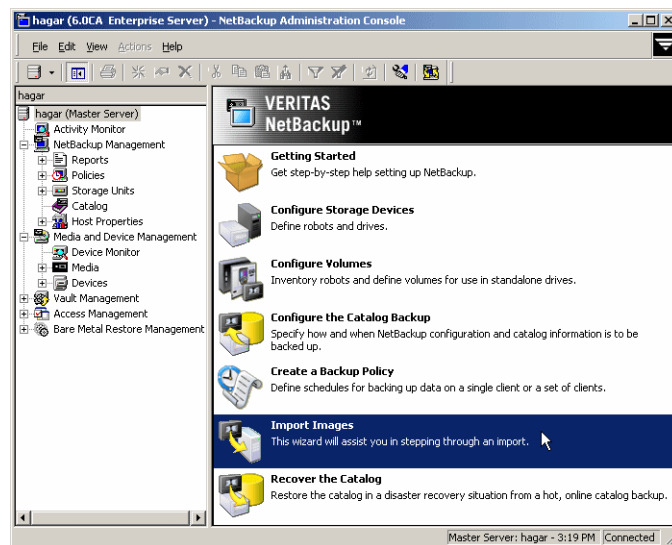 hagar (6.0CA Enterprise Server) - NetBackup Administration Console
File Edit View Actions Help
hagar
hagar (Master Server)
Activity Monitor
NetBackup Management
Reports
Policies
Storage Units
Catalog
Host Properties
Media and Device Management
Device Monitor
Media
Devices
Vault Management
Access Management
Bare Metal Restore Management
VERITAS
NetBackup™
Getting Started
Get step-by-step help setting up NetBackup.
Configure Storage Devices
Define robots and drives.
Configure Volumes
Inventory robots and define volumes for use in standalone drives.
Configure the Catalog Backup
Specify how and when NetBackup configuration and catalog information is to be
backed up.
Create a Backup Policy
Define schedules for backing up data on a single client or a set of clients.
Import Images
This wizard will assist you in stepping through an import.
Recover the Catalog
Restore the catalog in a disaster recovery situation from a hot, online catalog backup.
Master Server: hagar - 3:19 PM Connected